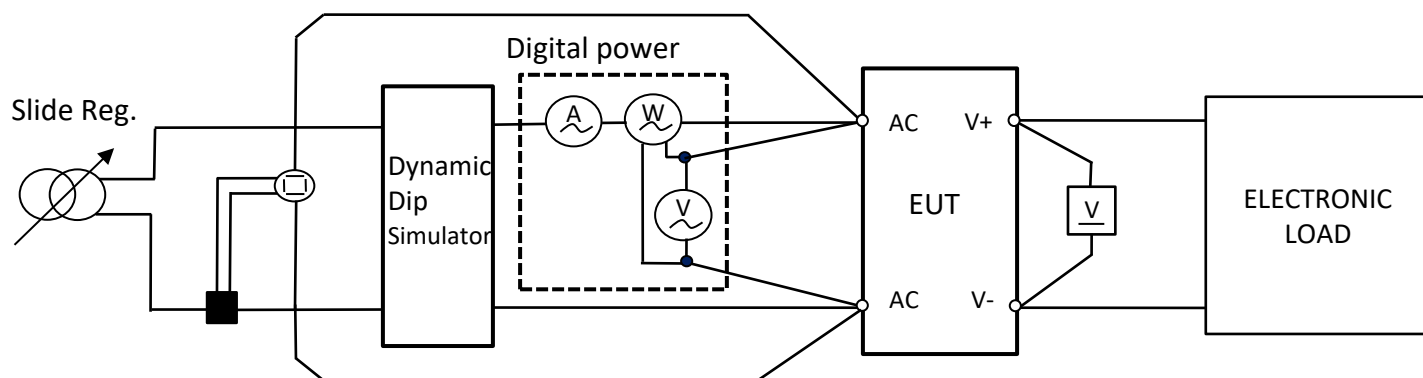 Digital power
Slide Reg.
A
W
Dynamic
Dip
Simulator
V
AC
V+
EUT
V
AC
V-
ELECTRONIC
LOAD